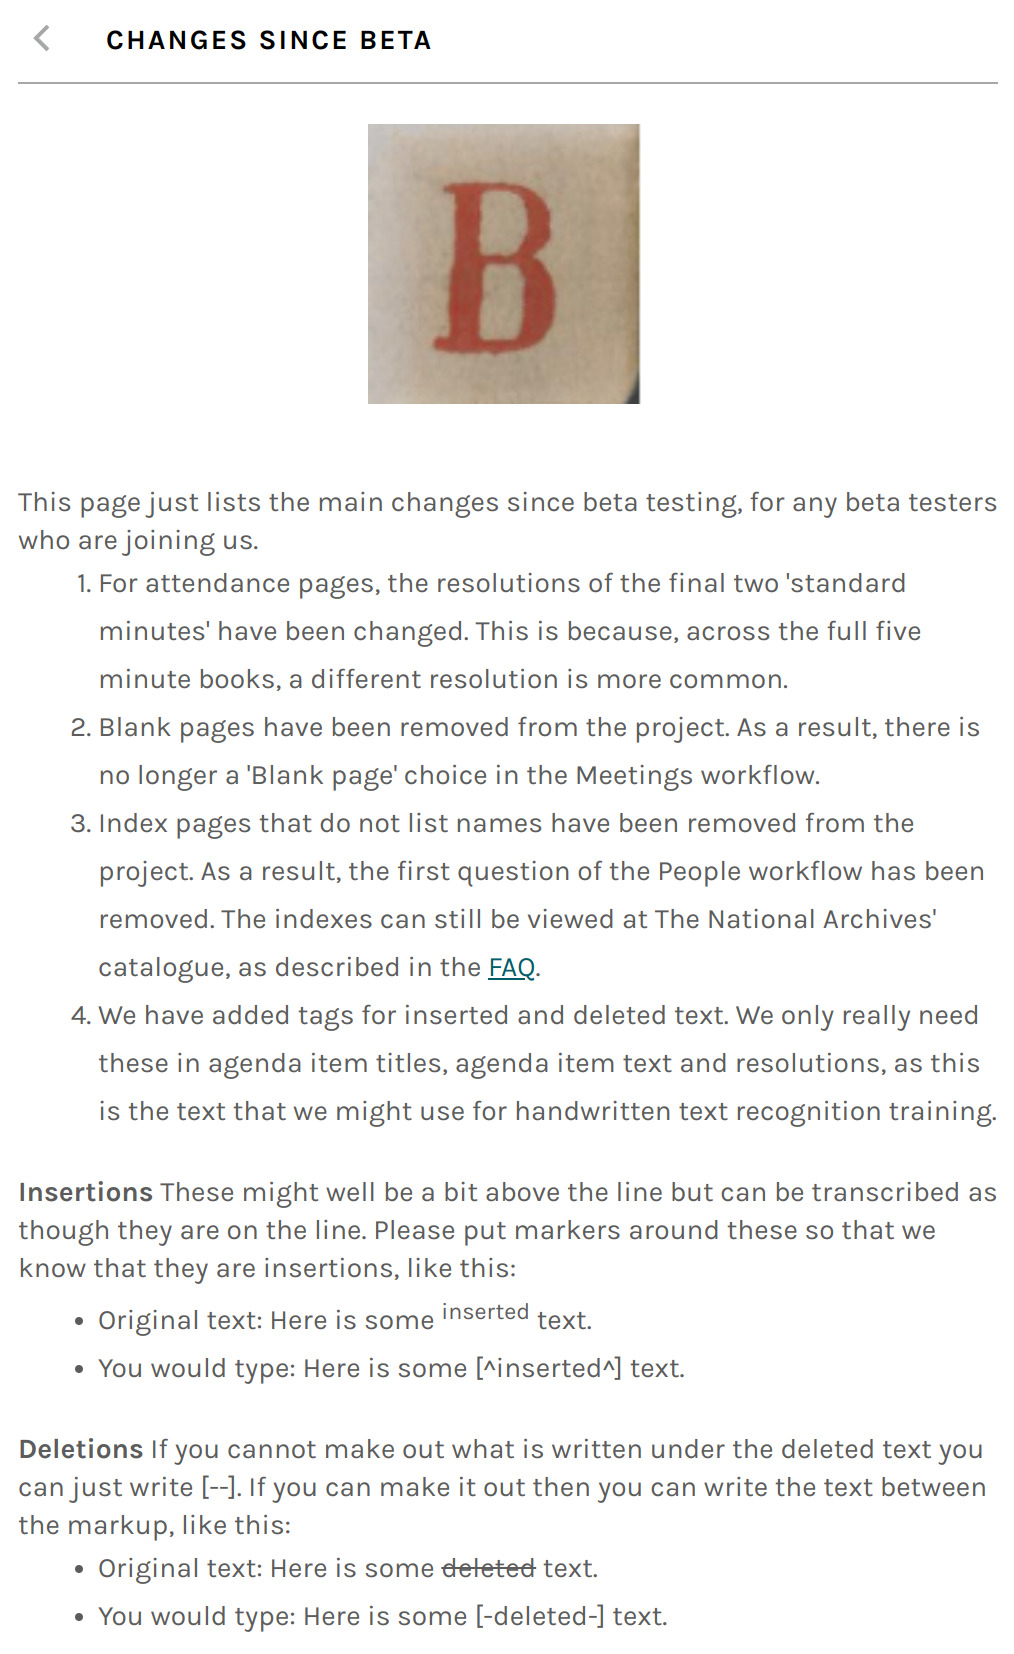 CHANGES SINCE BETA
B
This page just lists the main changes since beta testing, for any beta testers
who are joining us.
1. For attendance pages, the resolutions of the final two 'standard
minutes' have been changed. This is because, across the full five
minute books, a different resolution is more common.
2. Blank pages have been removed from the project. As a result, there is
no longer a 'Blank page' choice in the Meetings workflow.
3. Index pages that do not list names have been removed from the
project. As a result, the first question of the People workflow has been
removed. The indexes can still be viewed at The National Archives'
catalogue, as described in the FAQ.
4. We have added tags for inserted and deleted text. We only really need
these in agenda item titles, agenda item text and resolutions, as this
is the text that we might use for handwritten text recognition training.
Insertions These might well be a bit above the line but can be transcribed as
though they are on the line. Please put markers around these so that we
know that they are insertions, like this:
• Original text: Here is some inserted text.
• You would type: Here is some [^inserted^] text.
Deletions If you cannot make out what is written under the deleted text you
can just write [--]. If you can make it out then you can write the text between
the markup, like this:
• Original text: Here is some deleted text.
• You would type: Here is some [-deleted-] text.